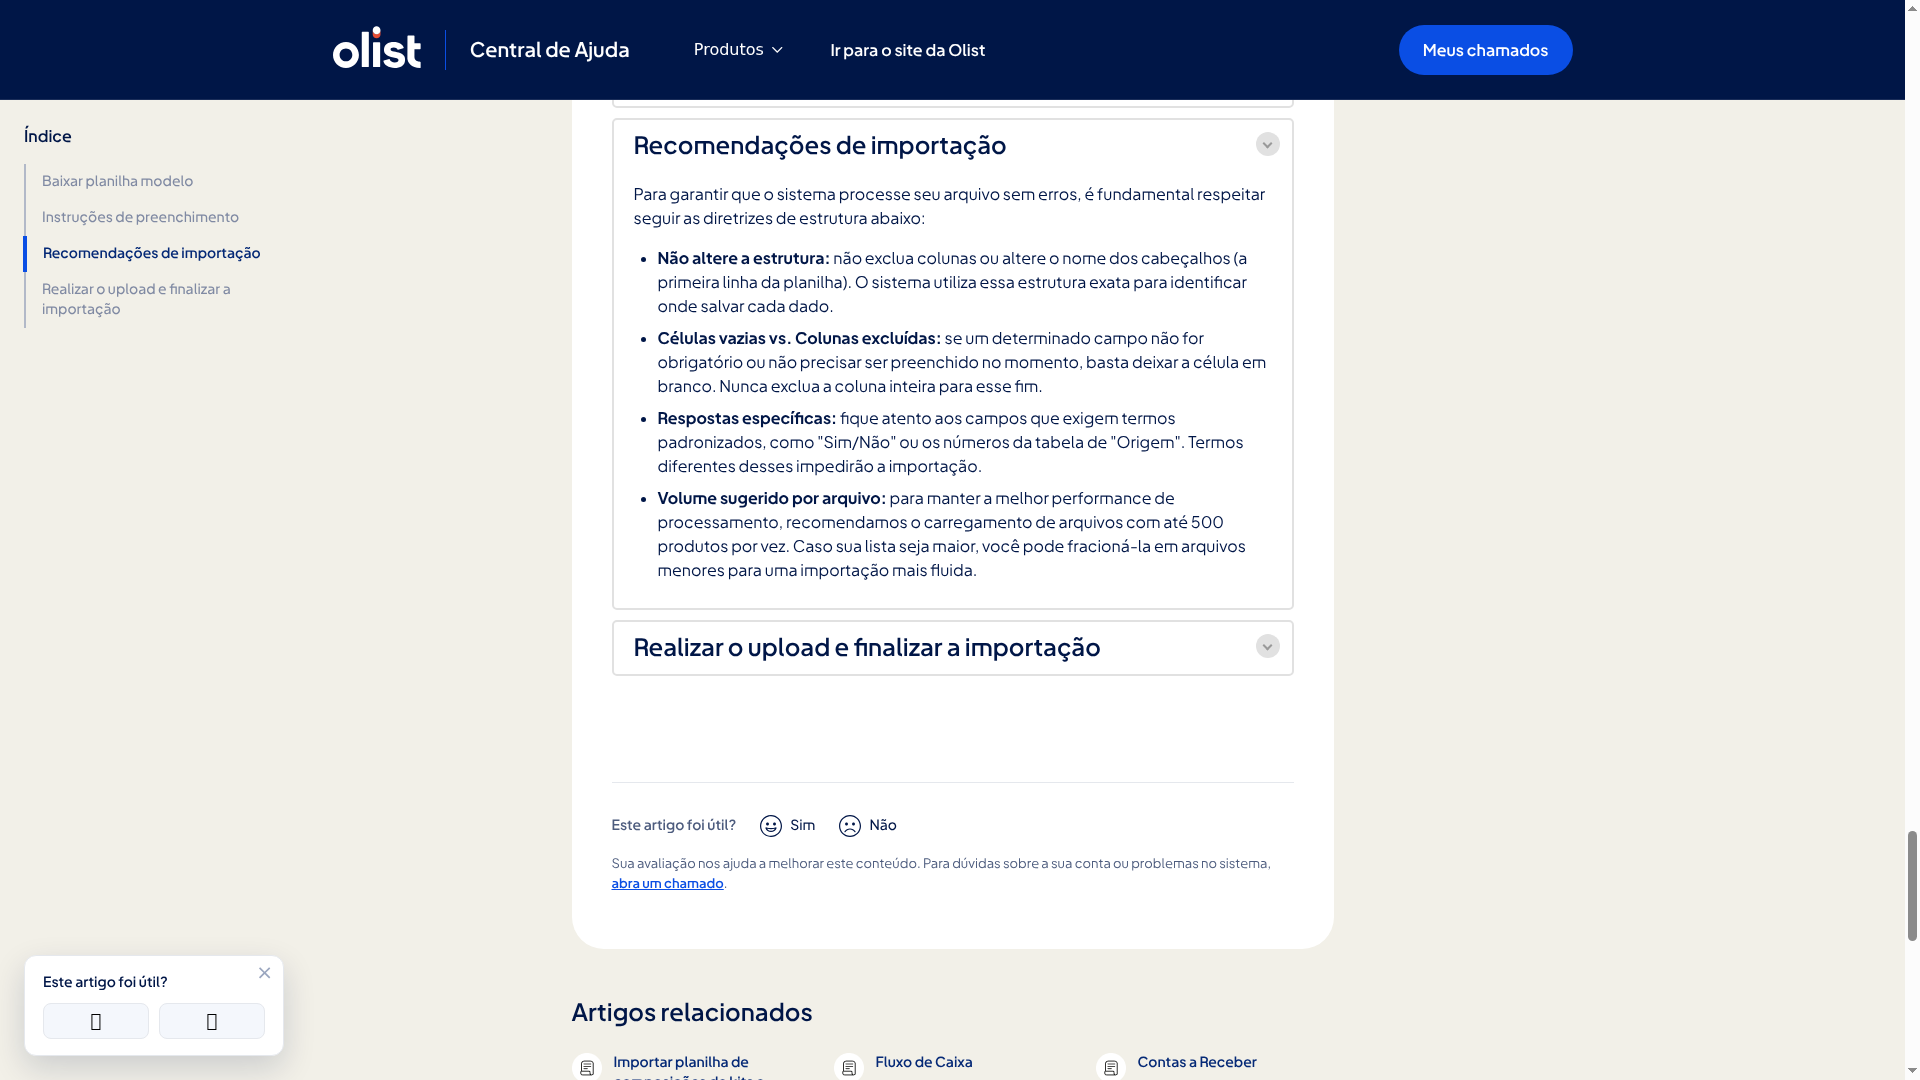 olist
Central de Ajuda
Produtos
Ir para o site da Olist
Meus chamados
Índice
Baixar planilha modelo
Instruções de preenchimento
Recomendações de importação
Realizar o upload e finalizar a
importação
Recomendações de importação
Para garantir que o sistema processe seu arquivo sem erros, é fundamental respeitar
seguir as diretrizes de estrutura abaixo:
• Não altere a estrutura: não exclua colunas ou altere o nome dos cabeçalhos (a
primeira linha da planilha). O sistema utiliza essa estrutura exata para identificar
onde salvar cada dado.
• Células vazias vs. Colunas excluídas: se um determinado campo não for
obrigatório ou não precisar ser preenchido no momento, basta deixar a célula em
branco. Nunca exclua a coluna inteira para esse fim.
• Respostas específicas: fique atento aos campos que exigem termos
padronizados, como "Sim/Não" ou os números da tabela de "Origem". Termos
diferentes desses impedirão a importação.
• Volume sugerido por arquivo: para manter a melhor performance de
processamento, recomendamos o carregamento de arquivos com até 500
produtos por vez. Caso sua lista seja maior, você pode fracioná-la em arquivos
menores para uma importação mais fluida.
Realizar o upload e finalizar a importação
Este artigo foi útil?
Sim
Não
Sua avaliação nos ajuda a melhorar este conteúdo. Para dúvidas sobre a sua conta ou problemas no sistema,
abra um chamado.
Este artigo foi útil?
Artigos relacionados
Importar planilha de
Fluxo de Caixa
Contas a Receber